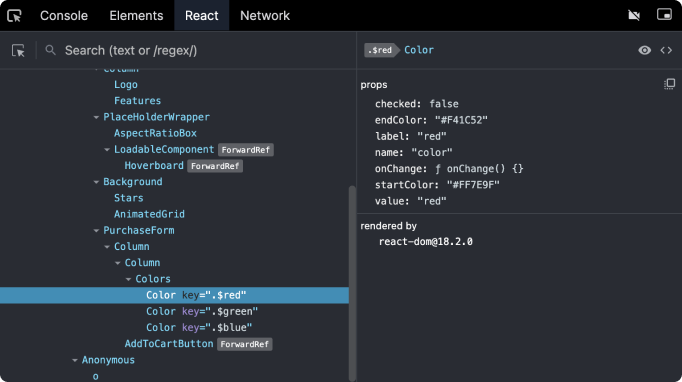 Console Elements React Network
Search (text or /regex/)
.$red Color
Column
Logo
Features
PlaceHolderWrapper
AspectRatioBox
LoadableComponent ForwardRef
Hoverboard ForwardRef
Background
Stars
AnimatedGrid
PurchaseForm
Column
Column
Colors
Color key=".$red"
Color key=".$green"
Color key=".$blue"
AddToCartButton ForwardRef
Anonymous
o
props
checked: false
endColor: "#F41C52"
label: "red"
name: "color"
onChange: ƒ onChange() {}
startColor: "#FF7E9F"
value: "red"
rendered by
react-dom@18.2.0